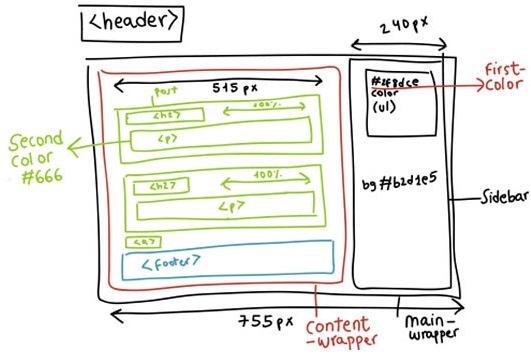 <header>
240px
515px
#2f8dce
color
(ul)
First-
Color
post
<h2>
100%
<p>
Second
color
#666
<h2>
100%
<p>
bg#b2d1e5
Sidebar
<a>
<footer>
755px
content
-wrapper
main-
wrapper